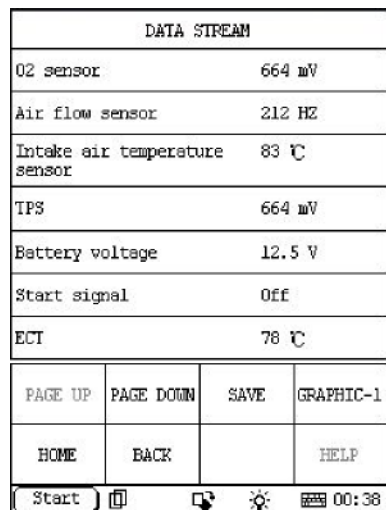 DATA STREAM
O2 sensor 664 mV
Air flow sensor 212 HZ
Intake air temperature 83 ℃
sensor
TPS 664 mV
Battery voltage 12.5 V
Start signal Off
ECT 78 ℃
PAGE UP PAGE DOWN SAVE GRAPHIC-1
HOME BACK HELP
Start 00:38